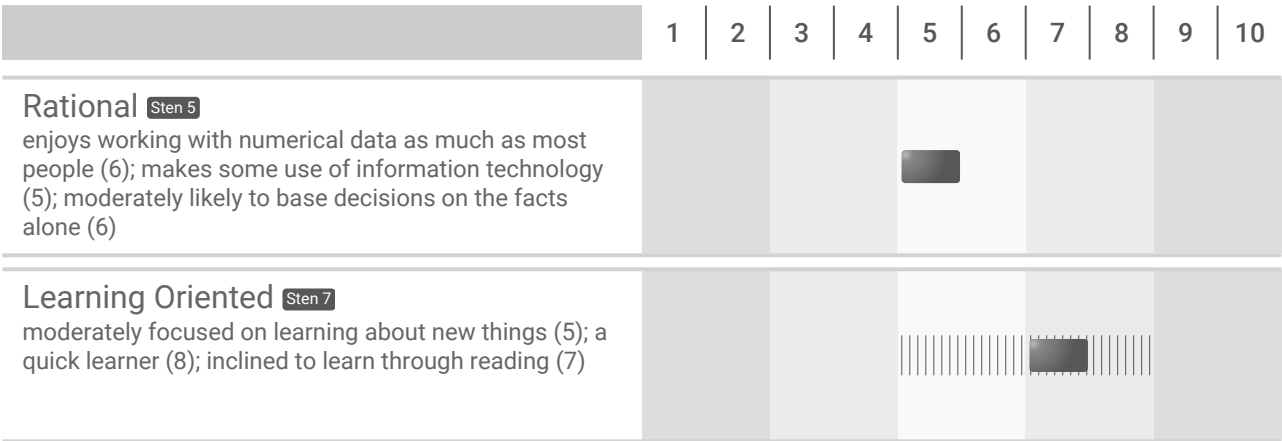 1 2 3 4 5 6 7 8 9 10
Rational Sten 5
enjoys working with numerical data as much as most
people (6); makes some use of information technology
(5); moderately likely to base decisions on the facts
alone (6)
Learning Oriented Sten 7
moderately focused on learning about new things (5); a
quick learner (8); inclined to learn through reading (7)